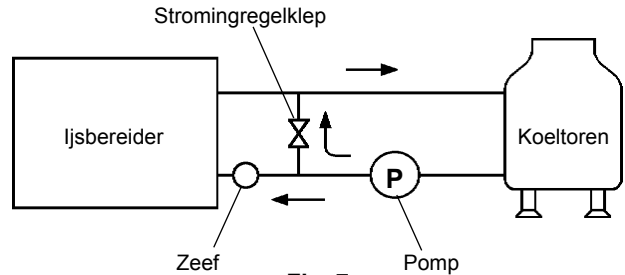 Stromingregelklep
Ijsbereider
Koeltoren
P
Zeef
Pomp